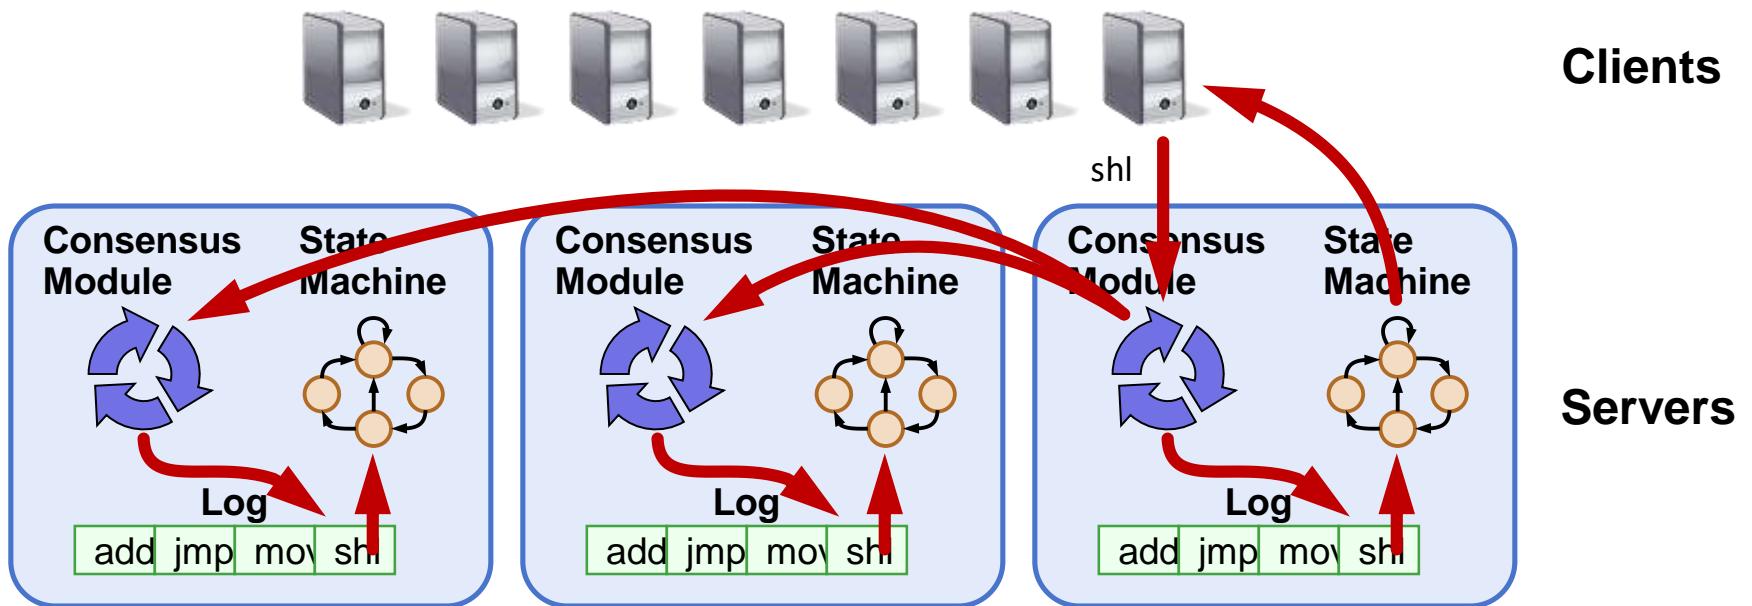 Clients
shl
Consensus Module
State Machine
Consensus Module
State Machine
Consensus Module
State Machine
Servers
Log
Log
Log
add jmp mov shl
add jmp mov shl
add jmp mov shl